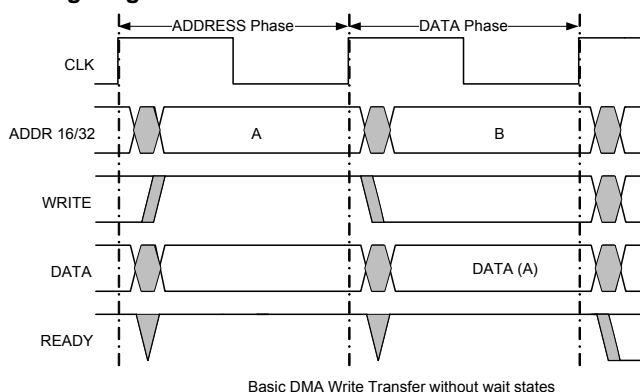 ADDRESS Phase DATA Phase
CLK
ADDR 16/32 A B
WRITE
DATA DATA (A)
READY
Basic DMA Write Transfer without wait states